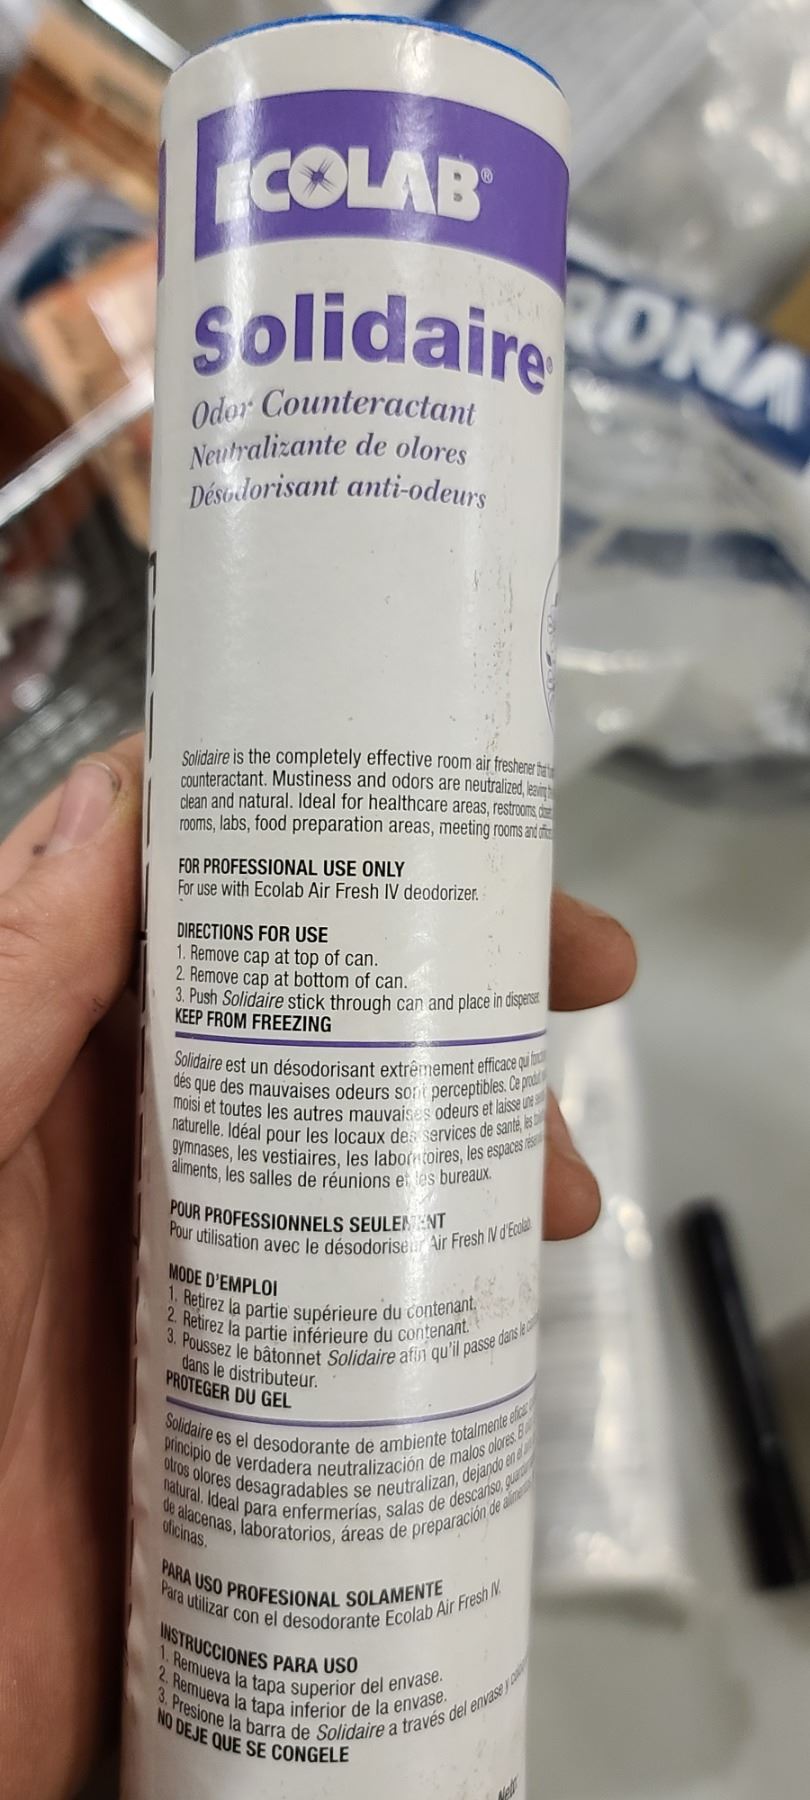 ECOLAB®
Solidaire®
Odor Counteractant
Neutralizante de olores
Désodorisant anti-odeurs
Solidaire is the completely effective room air freshener that
counteractant. Mustiness and odors are neutralized, leaving
clean and natural. Ideal for healthcare areas, restrooms,
rooms, labs, food preparation areas, meeting rooms and
FOR PROFESSIONAL USE ONLY
For use with Ecolab Air Fresh IV deodorizer.
DIRECTIONS FOR USE
1. Remove cap at top of can.
2. Remove cap at bottom of can.
3. Push Solidaire stick through can and place in dispenser.
KEEP FROM FREEZING
Solidaire est un désodorisant extrêmement efficace qui
dés que des mauvaises odeurs sont perceptibles. Ce
moisi et toutes les autres mauvaises odeurs et laisse une
naturelle. Idéal pour les locaux des services de santé, les
gymnases, les vestiaires, les laboratoires, les espaces
aliments, les salles de réunions et les bureaux.
POUR PROFESSIONNELS SEULEMENT
Pour utilisation avec le désodoriseur Air Fresh IV d'Ecolab.
MODE D'EMPLOI
1. Retirez la partie supérieure du contenant.
2. Retirez la partie inférieure du contenant.
3. Poussez le bâtonnet Solidaire afin qu'il passe dans le
dans le distributeur.
PROTEGER DU GEL
Solidaire es el desodorante de ambiente totalmente eficaz
principio de verdadera neutralización de malos olores. El
otros olores desagradables se neutralizan, dejando en el
natural. Ideal para enfermerías, salas de descanso,
de alacenas, laboratorios, áreas de preparación de
oficinas.
PARA USO PROFESIONAL SOLAMENTE
Para utilizar con el desodorante Ecolab Air Fresh IV.
INSTRUCCIONES PARA USO
1. Remueva la tapa superior del envase.
2. Remueva la tapa inferior de la envase.
3. Presione la barra de Solidaire a través del envase y
NO DEJE QUE SE CONGELE